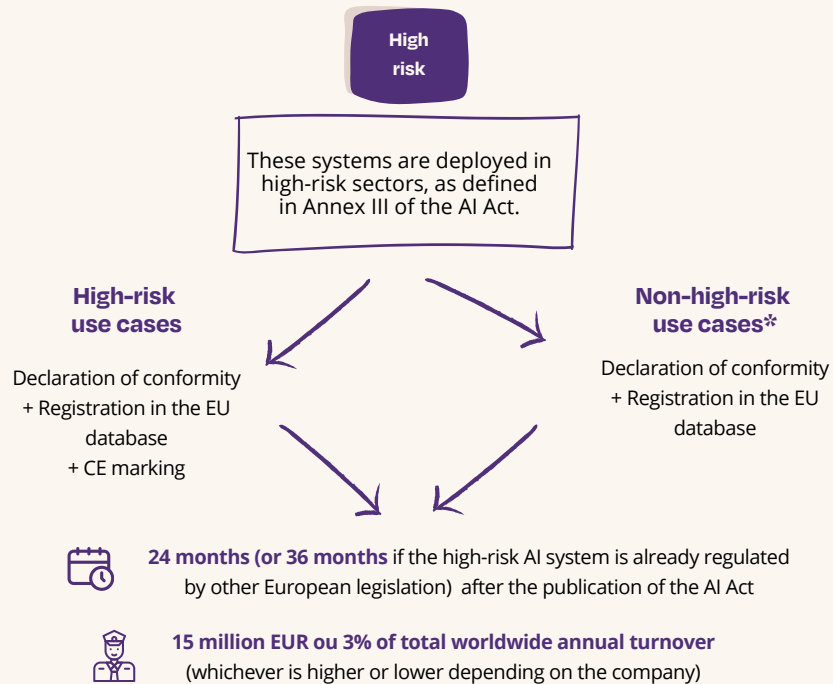 High
risk
These systems are deployed in
high-risk sectors, as defined
in Annex III of the AI Act.
High-risk
use cases
Declaration of conformity
+ Registration in the EU
database
+ CE marking
Non-high-risk
use cases*
Declaration of conformity
+ Registration in the EU
database
24 months (or 36 months if the high-risk AI system is already regulated
by other European legislation) after the publication of the AI Act
15 million EUR ou 3% of total worldwide annual turnover
(whichever is higher or lower depending on the company)